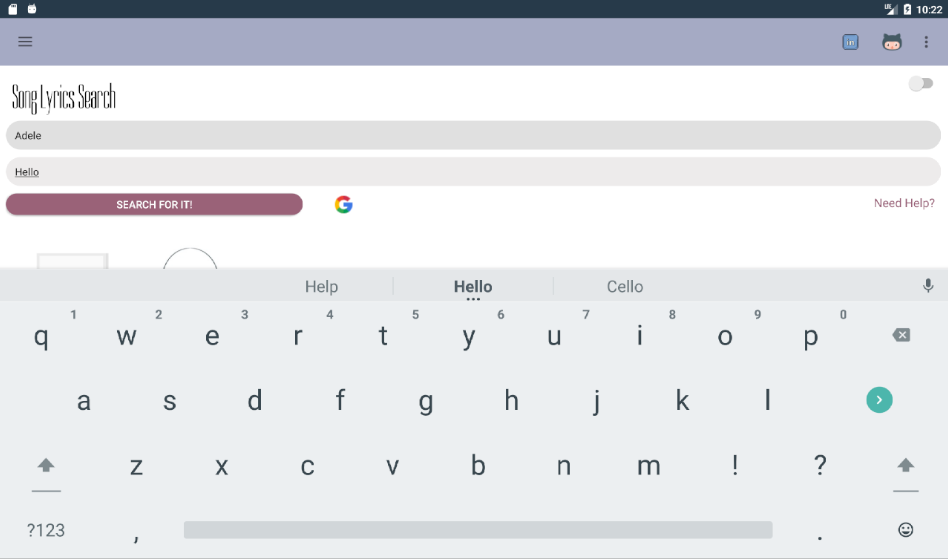 LTE 10:22
in
Song Lyrics Search
Adele
Hello
SEARCH FOR IT! G Need Help?
Help Hello Cello
1 2 3 4 5 6 7 8 9 0
q w e r t y u i o p
a s d f g h j k l
z x c v b n m ! ?
?123 , .